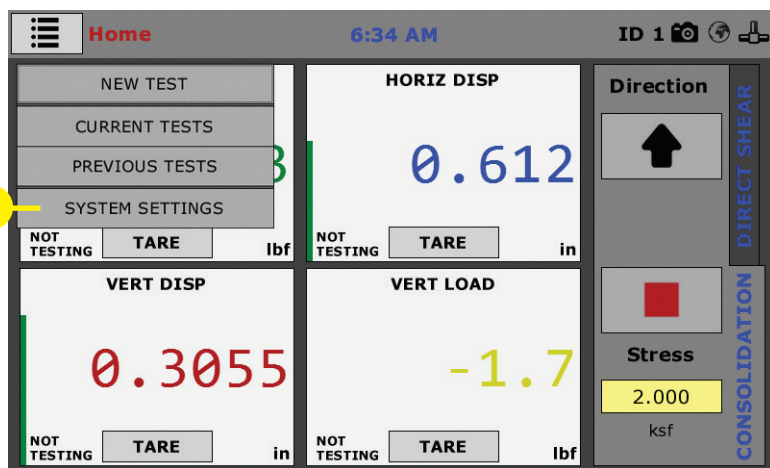 Home
6:34 AM
ID 1
NEW TEST
CURRENT TESTS
PREVIOUS TESTS
SYSTEM SETTINGS
NOT
TESTING
TARE
lbf
HORIZ DISP
0.612
NOT
TESTING
TARE
in
VERT DISP
0.3055
NOT
TESTING
TARE
in
VERT LOAD
-1.7
NOT
TESTING
TARE
lbf
Direction
Stress
2.000
ksf
DIRECT SHEAR
CONSOLIDATION